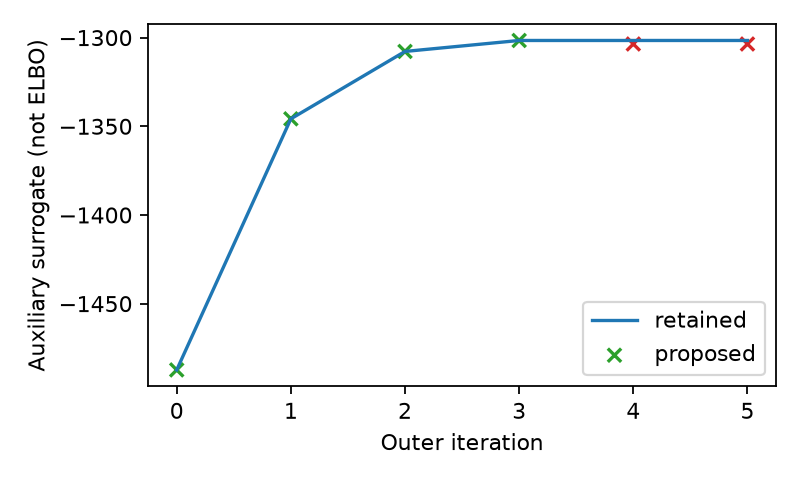 −1300
−1350
−1400
−1450
Auxiliary surrogate (not ELBO)
retained
proposed
0 1 2 3 4 5
Outer iteration